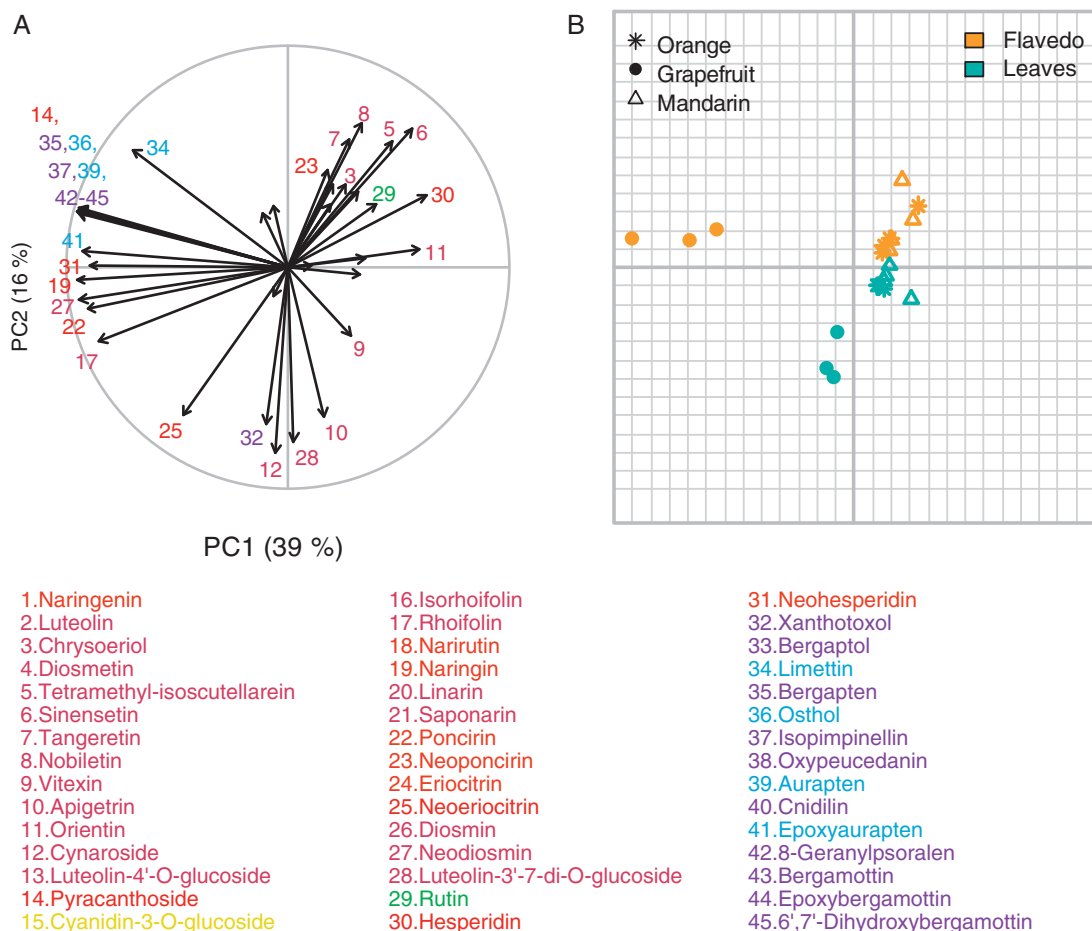 A
14,
35,36,
37,39,
42-45
41
31
19
27
22
17
34
8
7
5
6
23
3
29
30
11
9
25
32
10
28
12
PC2 (16 %)
PC1 (39 %)
B
Orange
Grapefruit
Mandarin
Flavedo
Leaves
1.Naringenin
2.Luteolin
3.Chrysoeriol
4.Diosmetin
5.Tetramethyl-isoscutellarein
6.Sinensetin
7.Tangeretin
8.Nobiletin
9.Vitexin
10.Apigetrin
11.Orientin
12.Cynaroside
13.Luteolin-4'-O-glucoside
14.Pyracanthoside
15.Cyanidin-3-O-glucoside
16.Isorhoifolin
17.Rhoifolin
18.Narirutin
19.Naringin
20.Linarin
21.Saponarin
22.Poncirin
23.Neoponcirin
24.Eriocitrin
25.Neoeriocitrin
26.Diosmin
27.Neodiosmin
28.Luteolin-3'-7-di-O-glucoside
29.Rutin
30.Hesperidin
31.Neohesperidin
32.Xanthotoxol
33.Bergaptol
34.Limettin
35.Bergapten
36.Osthol
37.Isopimpinellin
38.Oxypeucedanin
39.Aurapten
40.Cnidilin
41.Epoxyaurapten
42.8-Geranylpsoralen
43.Bergamottin
44.Epoxybergamottin
45.6',7'-Dihydroxybergamottin